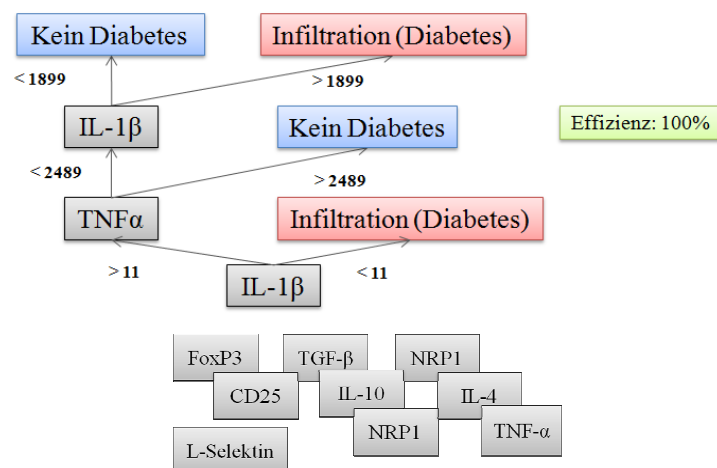 Kein Diabetes
Infiltration (Diabetes)
< 1899
> 1899
IL-1β
Kein Diabetes
Effizienz: 100%
< 2489
> 2489
TNFα
Infiltration (Diabetes)
> 11
< 11
IL-1β
FoxP3
TGF-β
NRP1
CD25
IL-10
IL-4
NRP1
TNF-α
L-Selektin